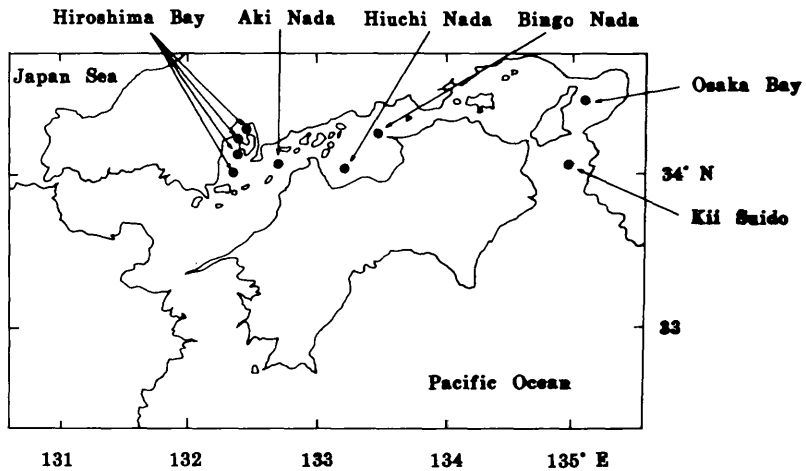 Hiroshima Bay Aki Nada Hiuchi Nada Bingo Nada
Japan Sea
Osaka Bay
34° N
Kii Suido
33
Pacific Ocean
131 132 133 134 135° E